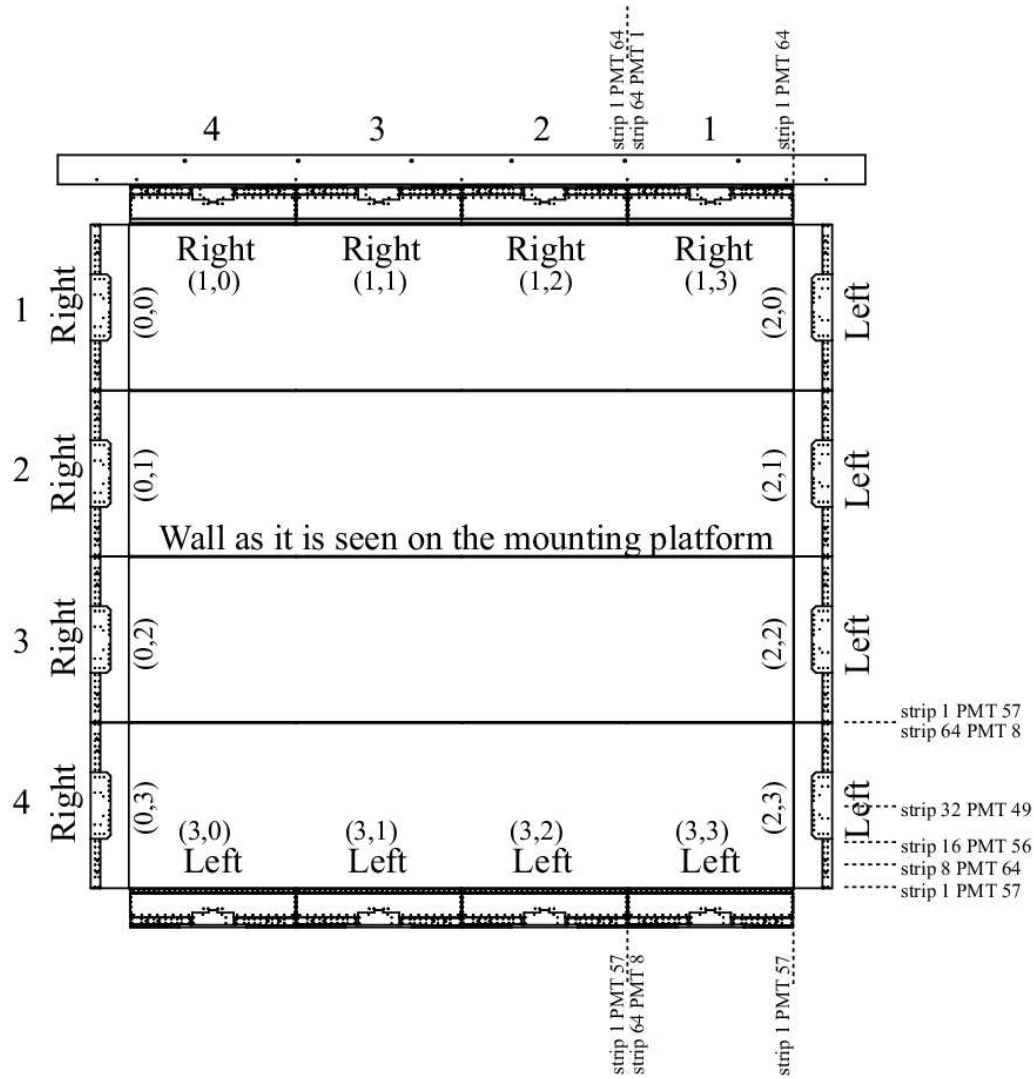 strip 1 PMT 64
strip 64 PMT 1
strip 1 PMT 64
4 3 2 1
Right Right Right Right
(1,0) (1,1) (1,2) (1,3)
1 Right (0,0) (2,0) Left
2 Right (0,1) (2,1) Left
Wall as it is seen on the mounting platform
3 Right (0,2) (2,2) Left
strip 1 PMT 57
strip 64 PMT 8
4 Right (0,3) (2,3) Left
strip 32 PMT 49
(3,0) (3,1) (3,2) (3,3)
Left Left Left Left
strip 16 PMT 56
strip 8 PMT 64
strip 1 PMT 57
strip 1 PMT 57
strip 64 PMT 8
strip 1 PMT 57